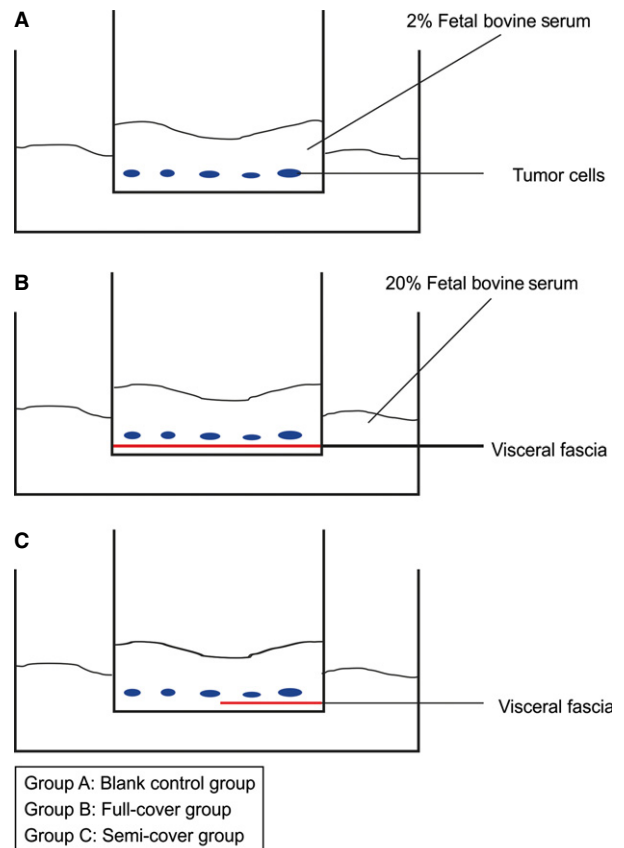 A
2% Fetal bovine serum
Tumor cells
B
20% Fetal bovine serum
Visceral fascia
C
Visceral fascia
Group A: Blank control group
Group B: Full-cover group
Group C: Semi-cover group